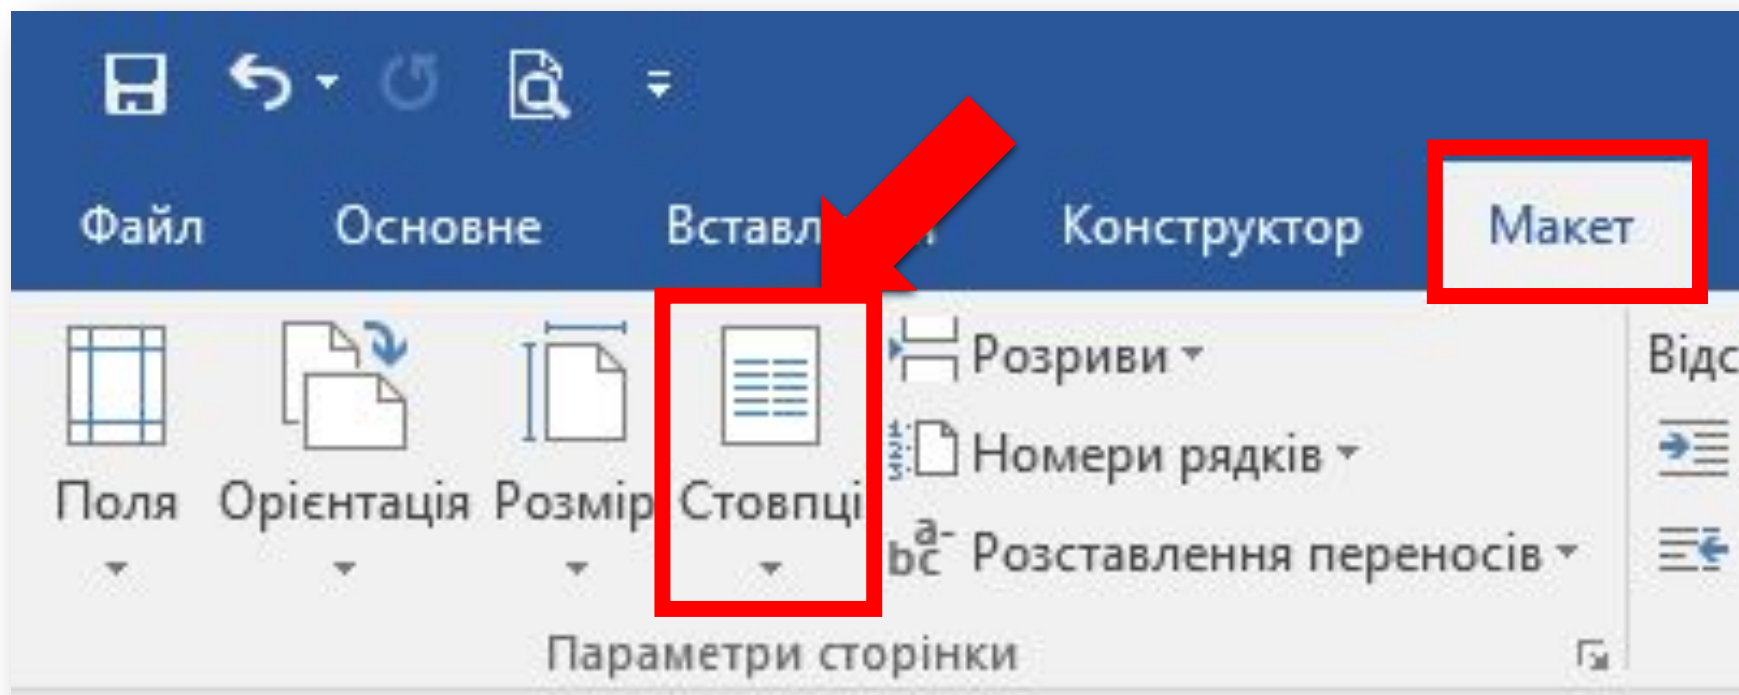 Файл Основне Конструктор Макет
Розриви
Номери рядків
Поля Орієнтація Розмір Стовпці
Розставлення переносів
Параметри сторінки